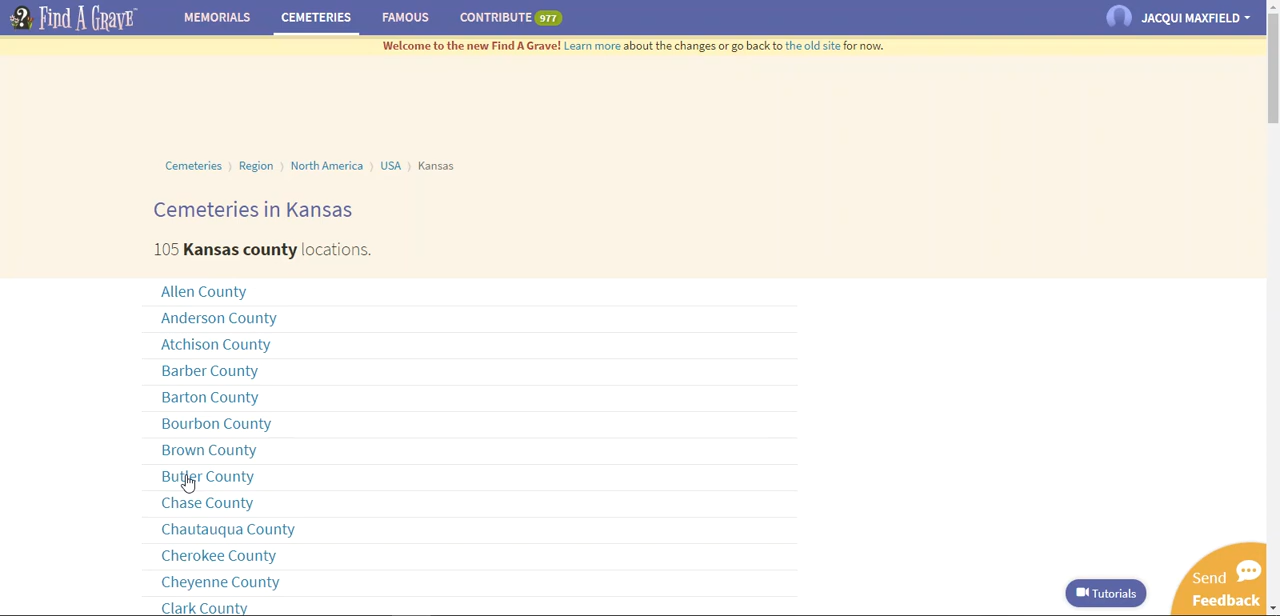 Find A Grave MEMORIALS CEMETERIES FAMOUS CONTRIBUTE 977 JACQUI MAXFIELD
Welcome to the new Find A Grave! Learn more about the changes or go back to the old site for now.
Cemeteries > Region > North America > USA > Kansas
Cemeteries in Kansas
105 Kansas county locations.
Allen County
Anderson County
Atchison County
Barber County
Barton County
Bourbon County
Brown County
Butler County
Chase County
Chautauqua County
Cherokee County
Cheyenne County
Clark County
Tutorials
Send
Feedback